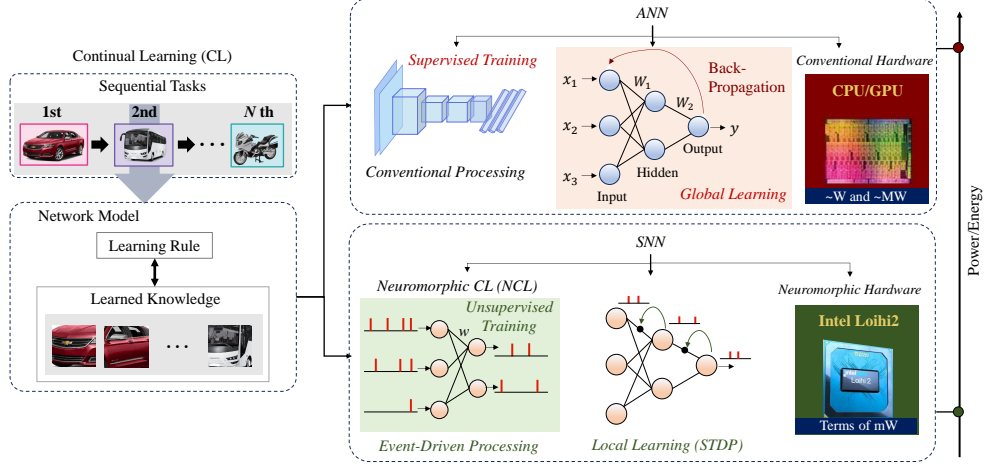 Continual Learning (CL)
Sequential Tasks
1st
2nd
N th
Network Model
Learning Rule
Learned Knowledge
ANN
Supervised Training
Conventional Processing
x1
x2
x3
W1
W2
Back-
Propagation
y
Output
Hidden
Input
Global Learning
Conventional Hardware
CPU/GPU
~W and ~MW
SNN
Neuromorphic CL (NCL)
Unsupervised
Training
w
Event-Driven Processing
Local Learning (STDP)
Neuromorphic Hardware
Intel Loihi2
intel
Loihi2
Terms of mW
Power/Energy